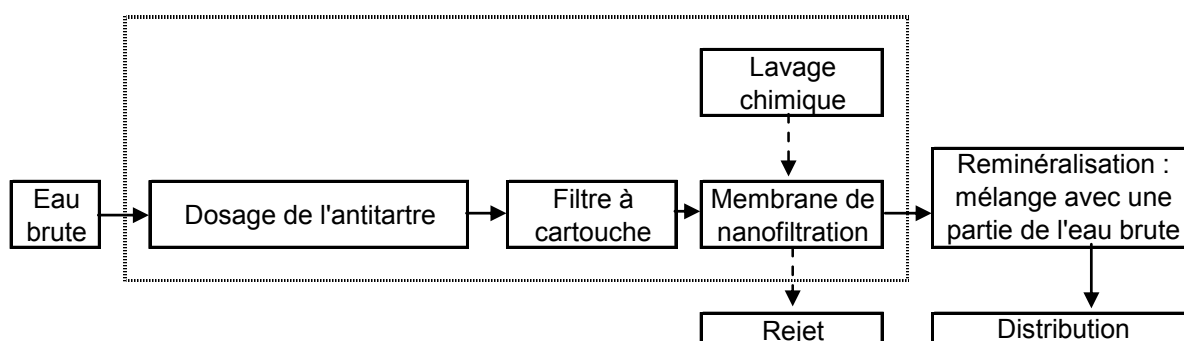 Lavage
chimique
Eau
brute
Dosage de l'antitartre
Filtre à
cartouche
Membrane de
nanofiltration
Reminéralisation :
mélange avec une
partie de l'eau brute
Rejet
Distribution